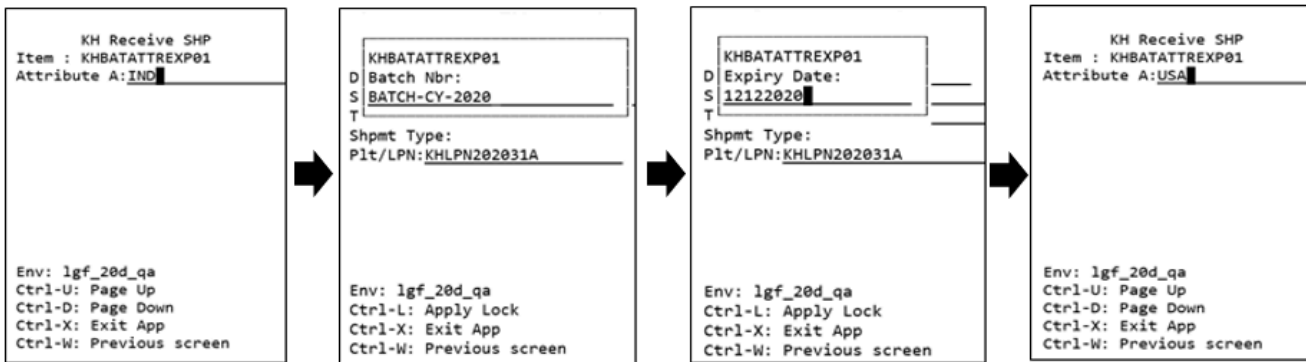 KH Receive SHP
Item : KHBATATTREXP01
Attribute A:IND
Env: lgf_20d_qa
Ctrl-U: Page Up
Ctrl-D: Page Down
Ctrl-X: Exit App
Ctrl-W: Previous screen
KHBATATTREXP01
D Batch Nbr:
S BATCH-CY-2020
T
Shpmt Type:
Plt/LPN:KHLPN202031A
Env: lgf_20d_qa
Ctrl-L: Apply Lock
Ctrl-X: Exit App
Ctrl-W: Previous screen
KHBATATTREXP01
D Expiry Date:
S 12122020
T
Shpmt Type:
Plt/LPN:KHLPN202031A
Env: lgf_20d_qa
Ctrl-L: Apply Lock
Ctrl-X: Exit App
Ctrl-W: Previous screen
KH Receive SHP
Item : KHBATATTREXP01
Attribute A:USA
Env: lgf_20d_qa
Ctrl-U: Page Up
Ctrl-D: Page Down
Ctrl-X: Exit App
Ctrl-W: Previous screen